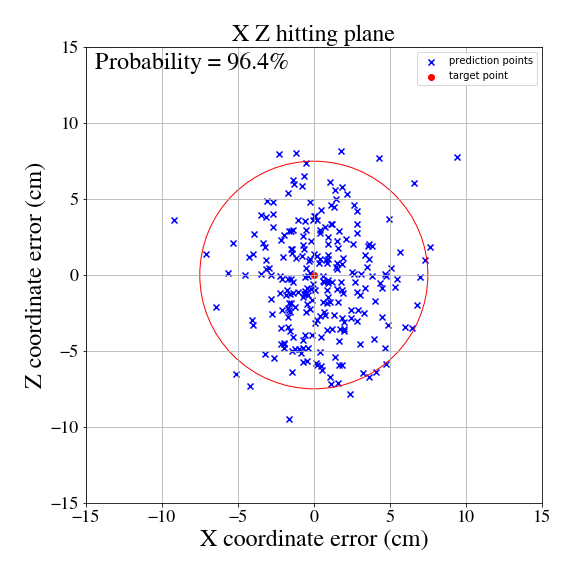 X Z hitting plane
Probability = 96.4%
prediction points
target point
15
10
5
0
−5
−10
−15
Z coordinate error (cm)
−15
−10
−5
0
5
10
15
X coordinate error (cm)